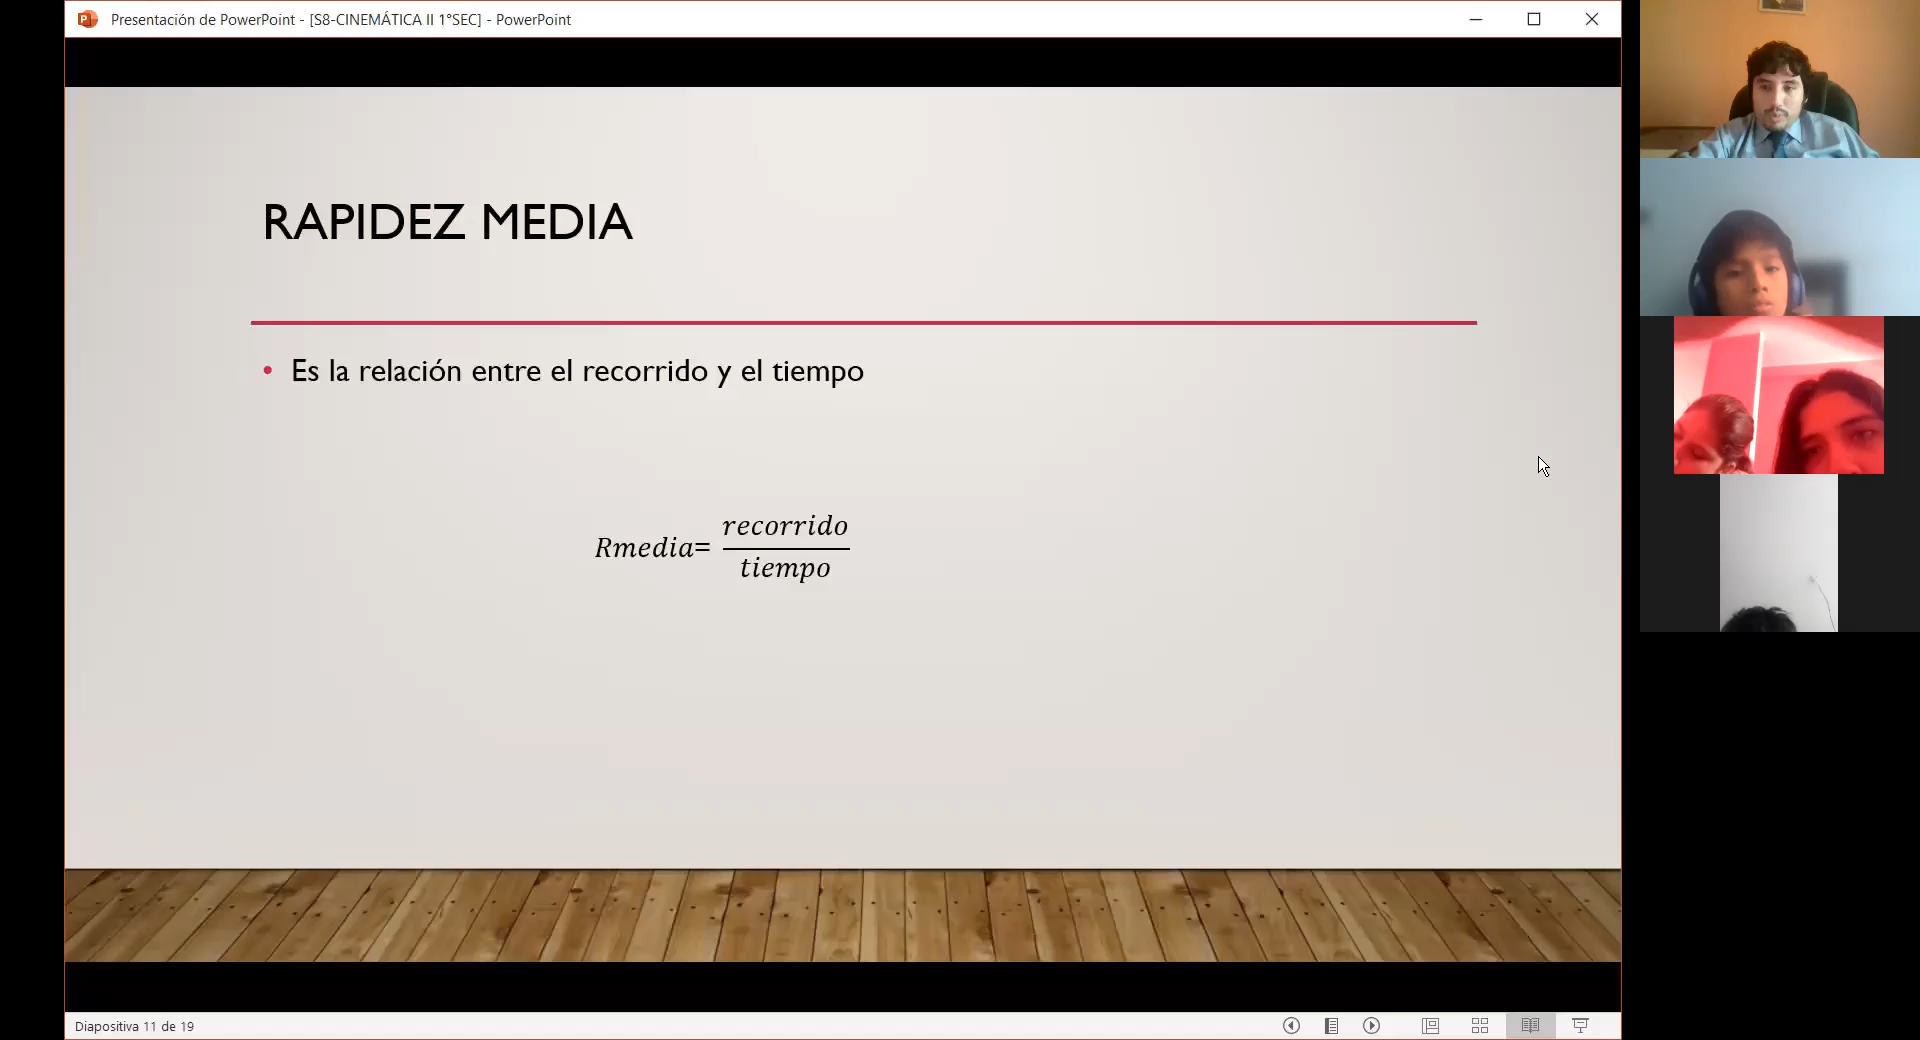 Presentación de PowerPoint - [S8-CINEMÁTICA II 1°SEC] - PowerPoint
RAPIDEZ MEDIA
• Es la relación entre el recorrido y el tiempo
Rmedia= recorrido
tiempo
Diapositiva 11 de 19